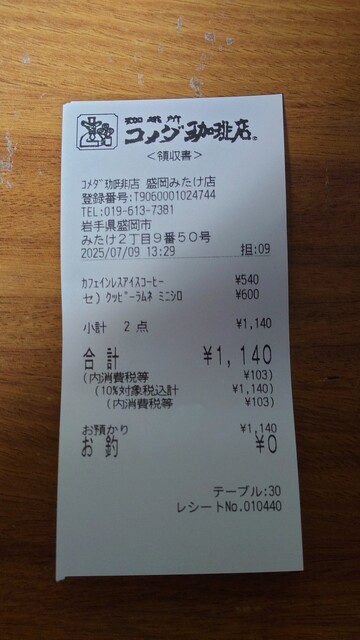 珈琲所
コメダ珈琲店®
＜領収書＞
コメダ珈琲店 盛岡みたけ店
登録番号:T9060001024744
TEL:019-613-7381
岩手県盛岡市
みたけ2丁目9番50号
2025/07/09 13:29 担:09
カフェインレスアイスコーヒー ¥540
セ) クッピーラムネ ミニシロ ¥600
小計 2点 ¥1,140
合計 ¥1,140
(内消費税等 ¥103)
(10%対象税込計 ¥1,140)
(内消費税等 ¥103)
お預かり ¥1,140
お釣 ¥0
テーブル:30
レシートNo.010440